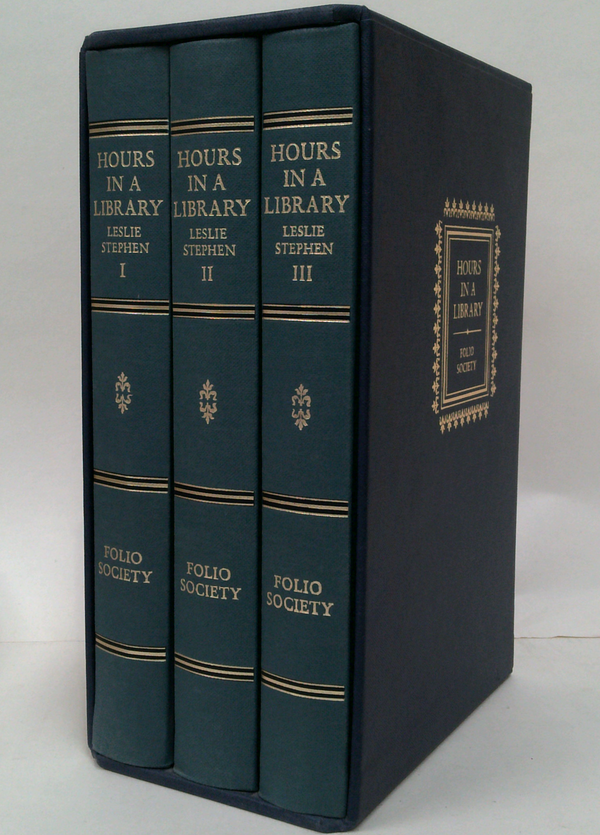 HOURS
IN A
LIBRARY
LESLIE
STEPHEN
I
FOLIO
SOCIETY
HOURS
IN A
LIBRARY
LESLIE
STEPHEN
II
FOLIO
SOCIETY
HOURS
IN A
LIBRARY
LESLIE
STEPHEN
III
FOLIO
SOCIETY
HOURS
IN A
LIBRARY
FOLIO
SOCIETY